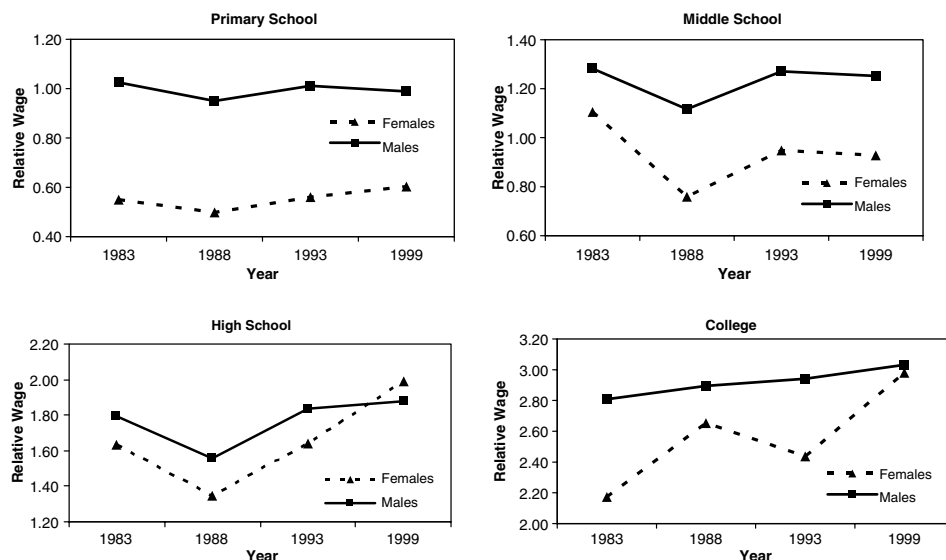 Primary School
1.20
1.00
0.80
0.60
0.40
Relative Wage
Females
Males
1983 1988 1993 1999
Year
Middle School
1.40
1.20
1.00
0.80
0.60
Relative Wage
Females
Males
1983 1988 1993 1999
Year
High School
2.20
2.00
1.80
1.60
1.40
1.20
Relative Wage
Females
Males
1983 1988 1993 1999
Year
College
3.20
3.00
2.80
2.60
2.40
2.20
2.00
Relative Wage
Females
Males
1983 1988 1993 1999
Year